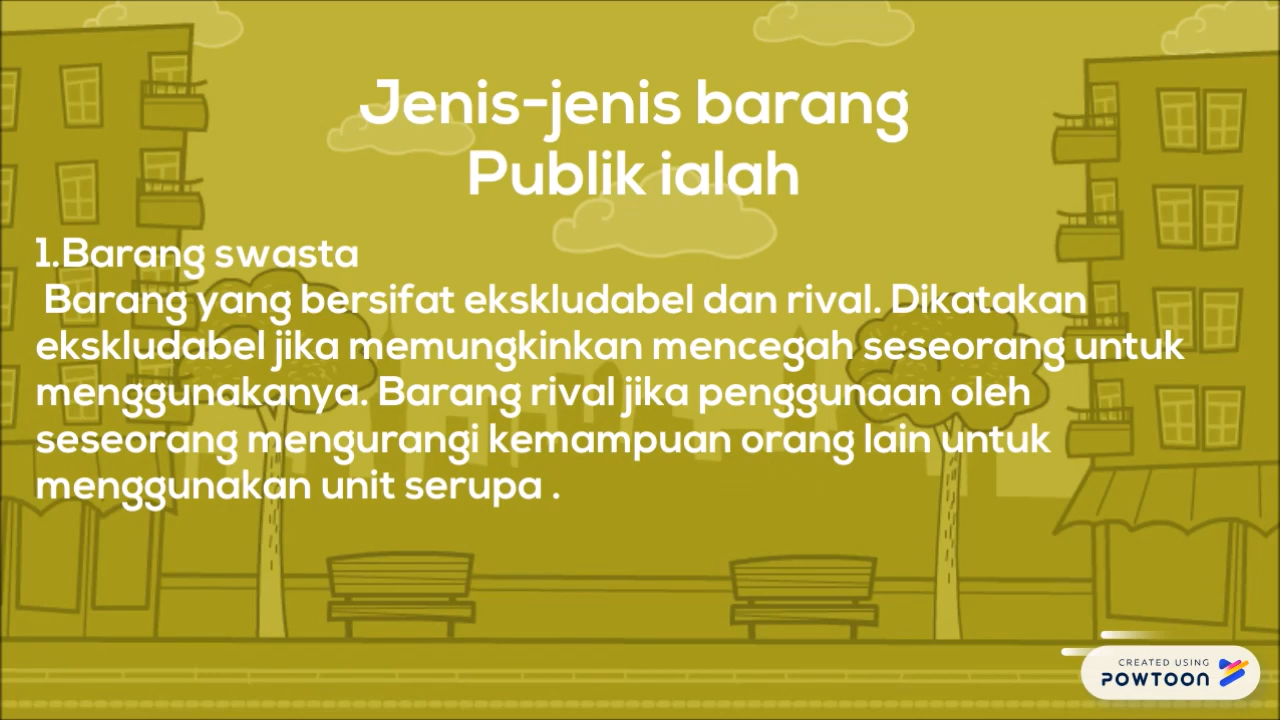 Jenis-jenis barang
Publik ialah
1.Barang swasta
Barang yang bersifat ekskludabel dan rival. Dikatakan
ekskludabel jika memungkinkan mencegah seseorang untuk
menggunakanya. Barang rival jika penggunaan oleh
seseorang mengurangi kemampuan orang lain untuk
menggunakan unit serupa .
CREATED USING
POWTOON